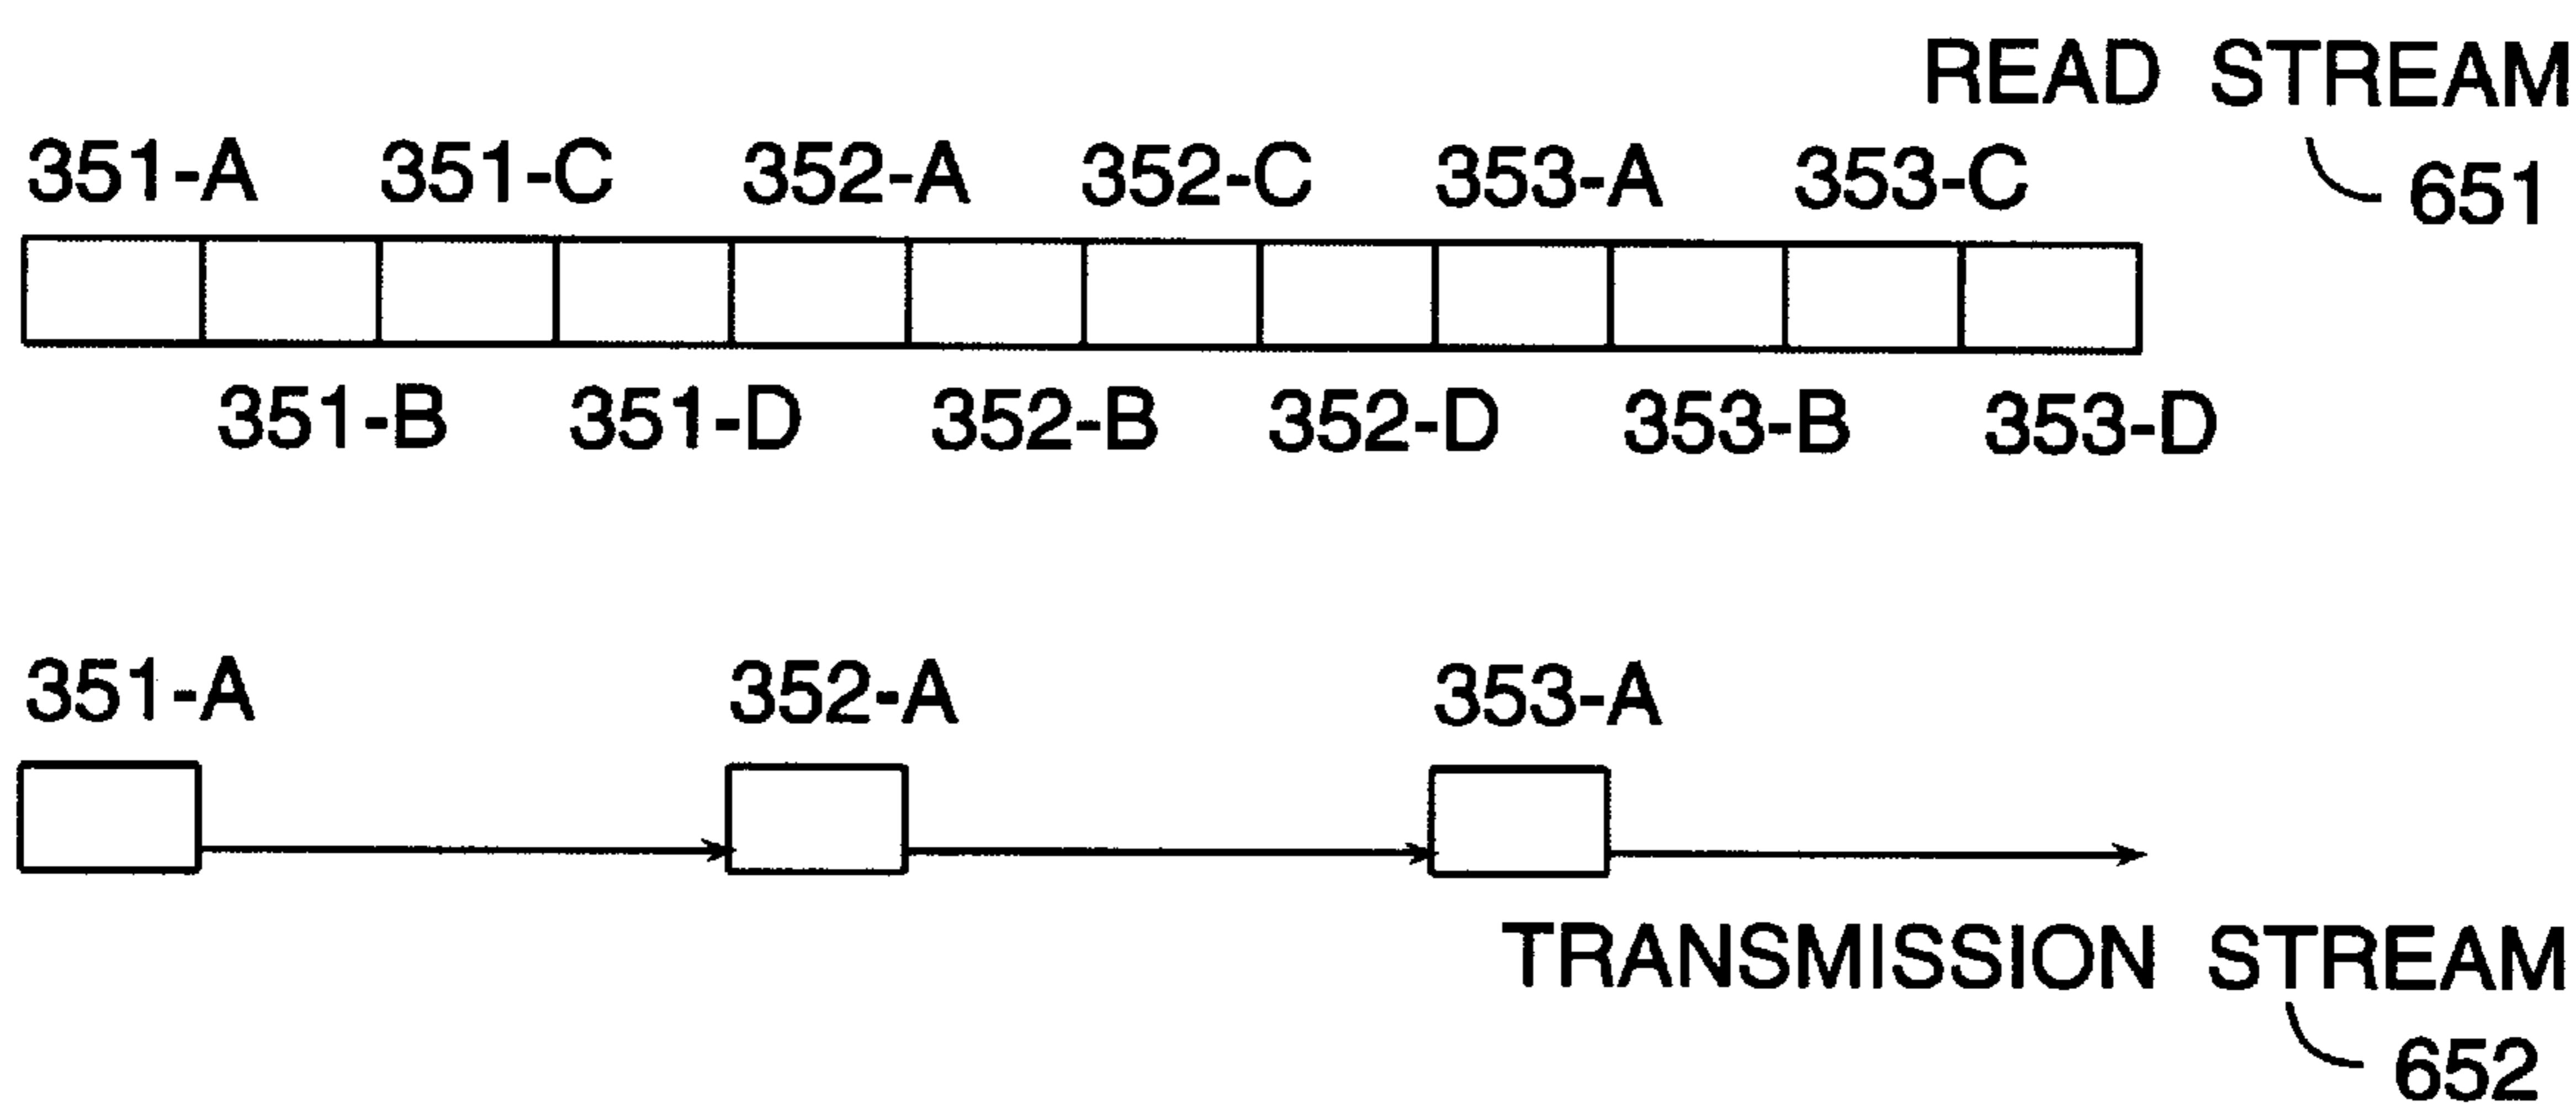 READ STREAM
651
351-A 351-C 352-A 352-C 353-A 353-C
351-B 351-D 352-B 352-D 353-B 353-D
351-A 352-A 353-A
TRANSMISSION STREAM
652